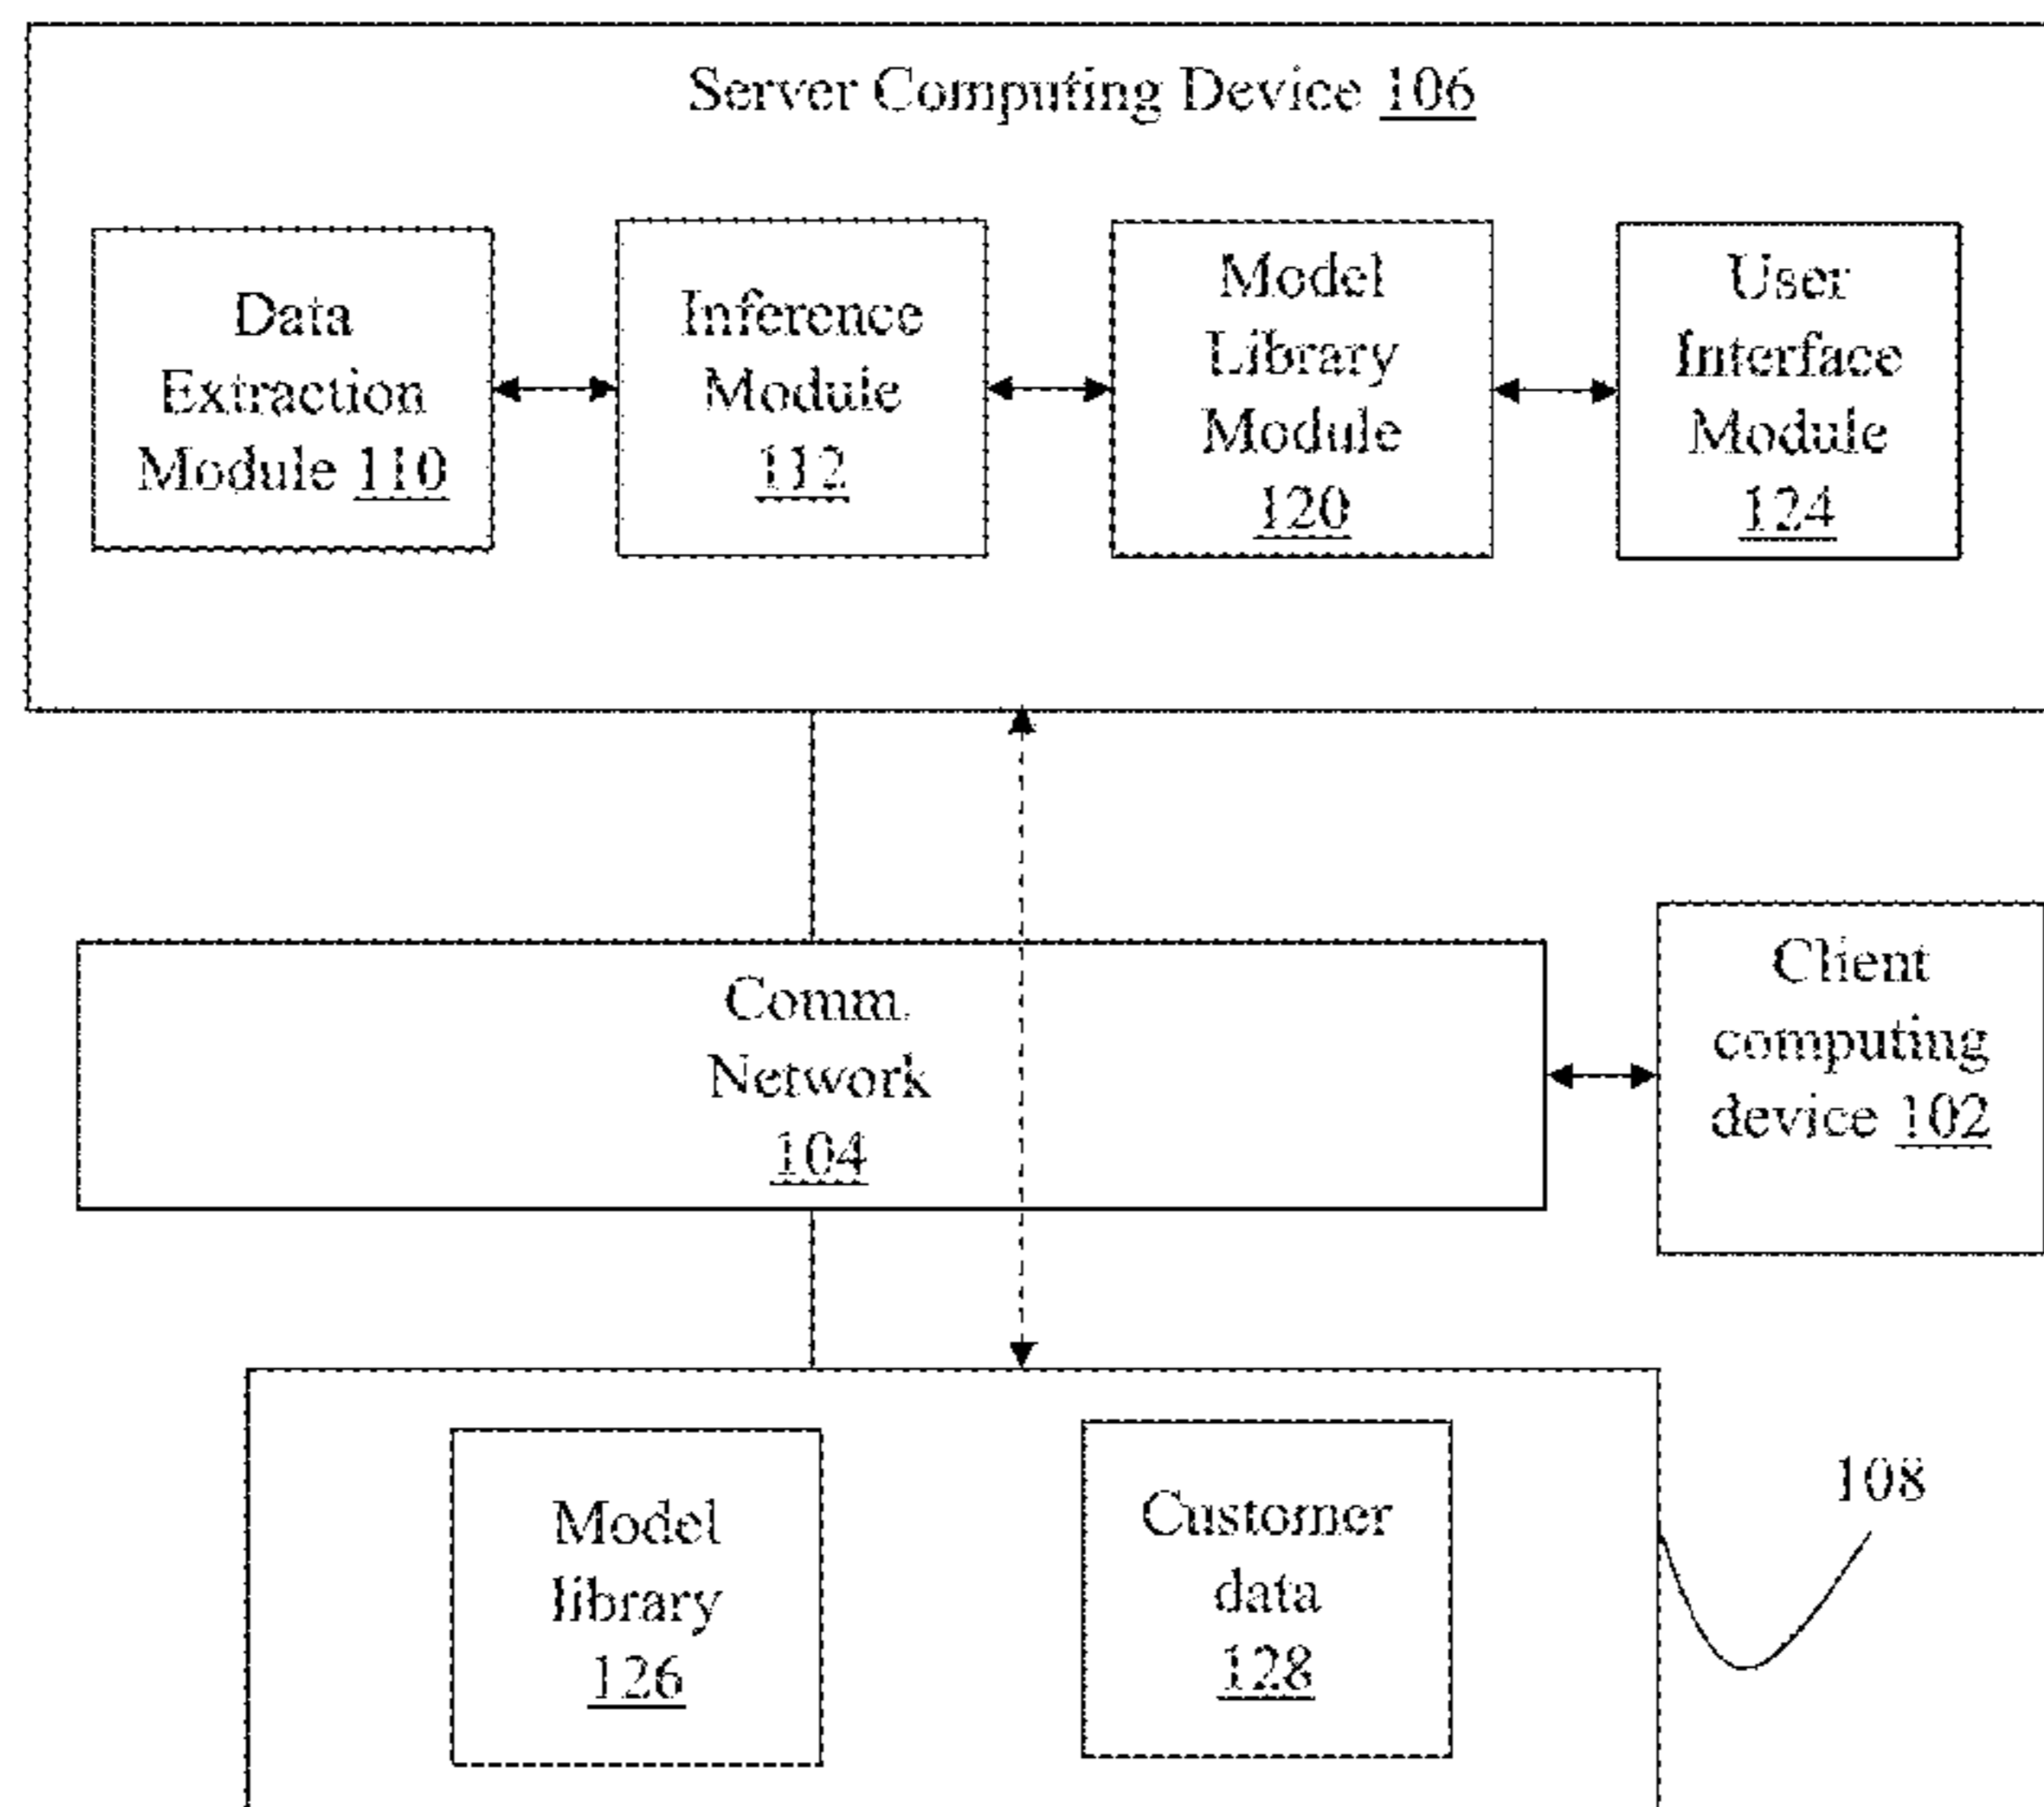 Server Computing Device 106
Data
Extraction
Module 110
Inference
Module
112
Model
Library
Module
120
User
Interface
Module
124
Comm.
Network
104
Client
computing
device 102
Model
library
126
Customer
data
128
108